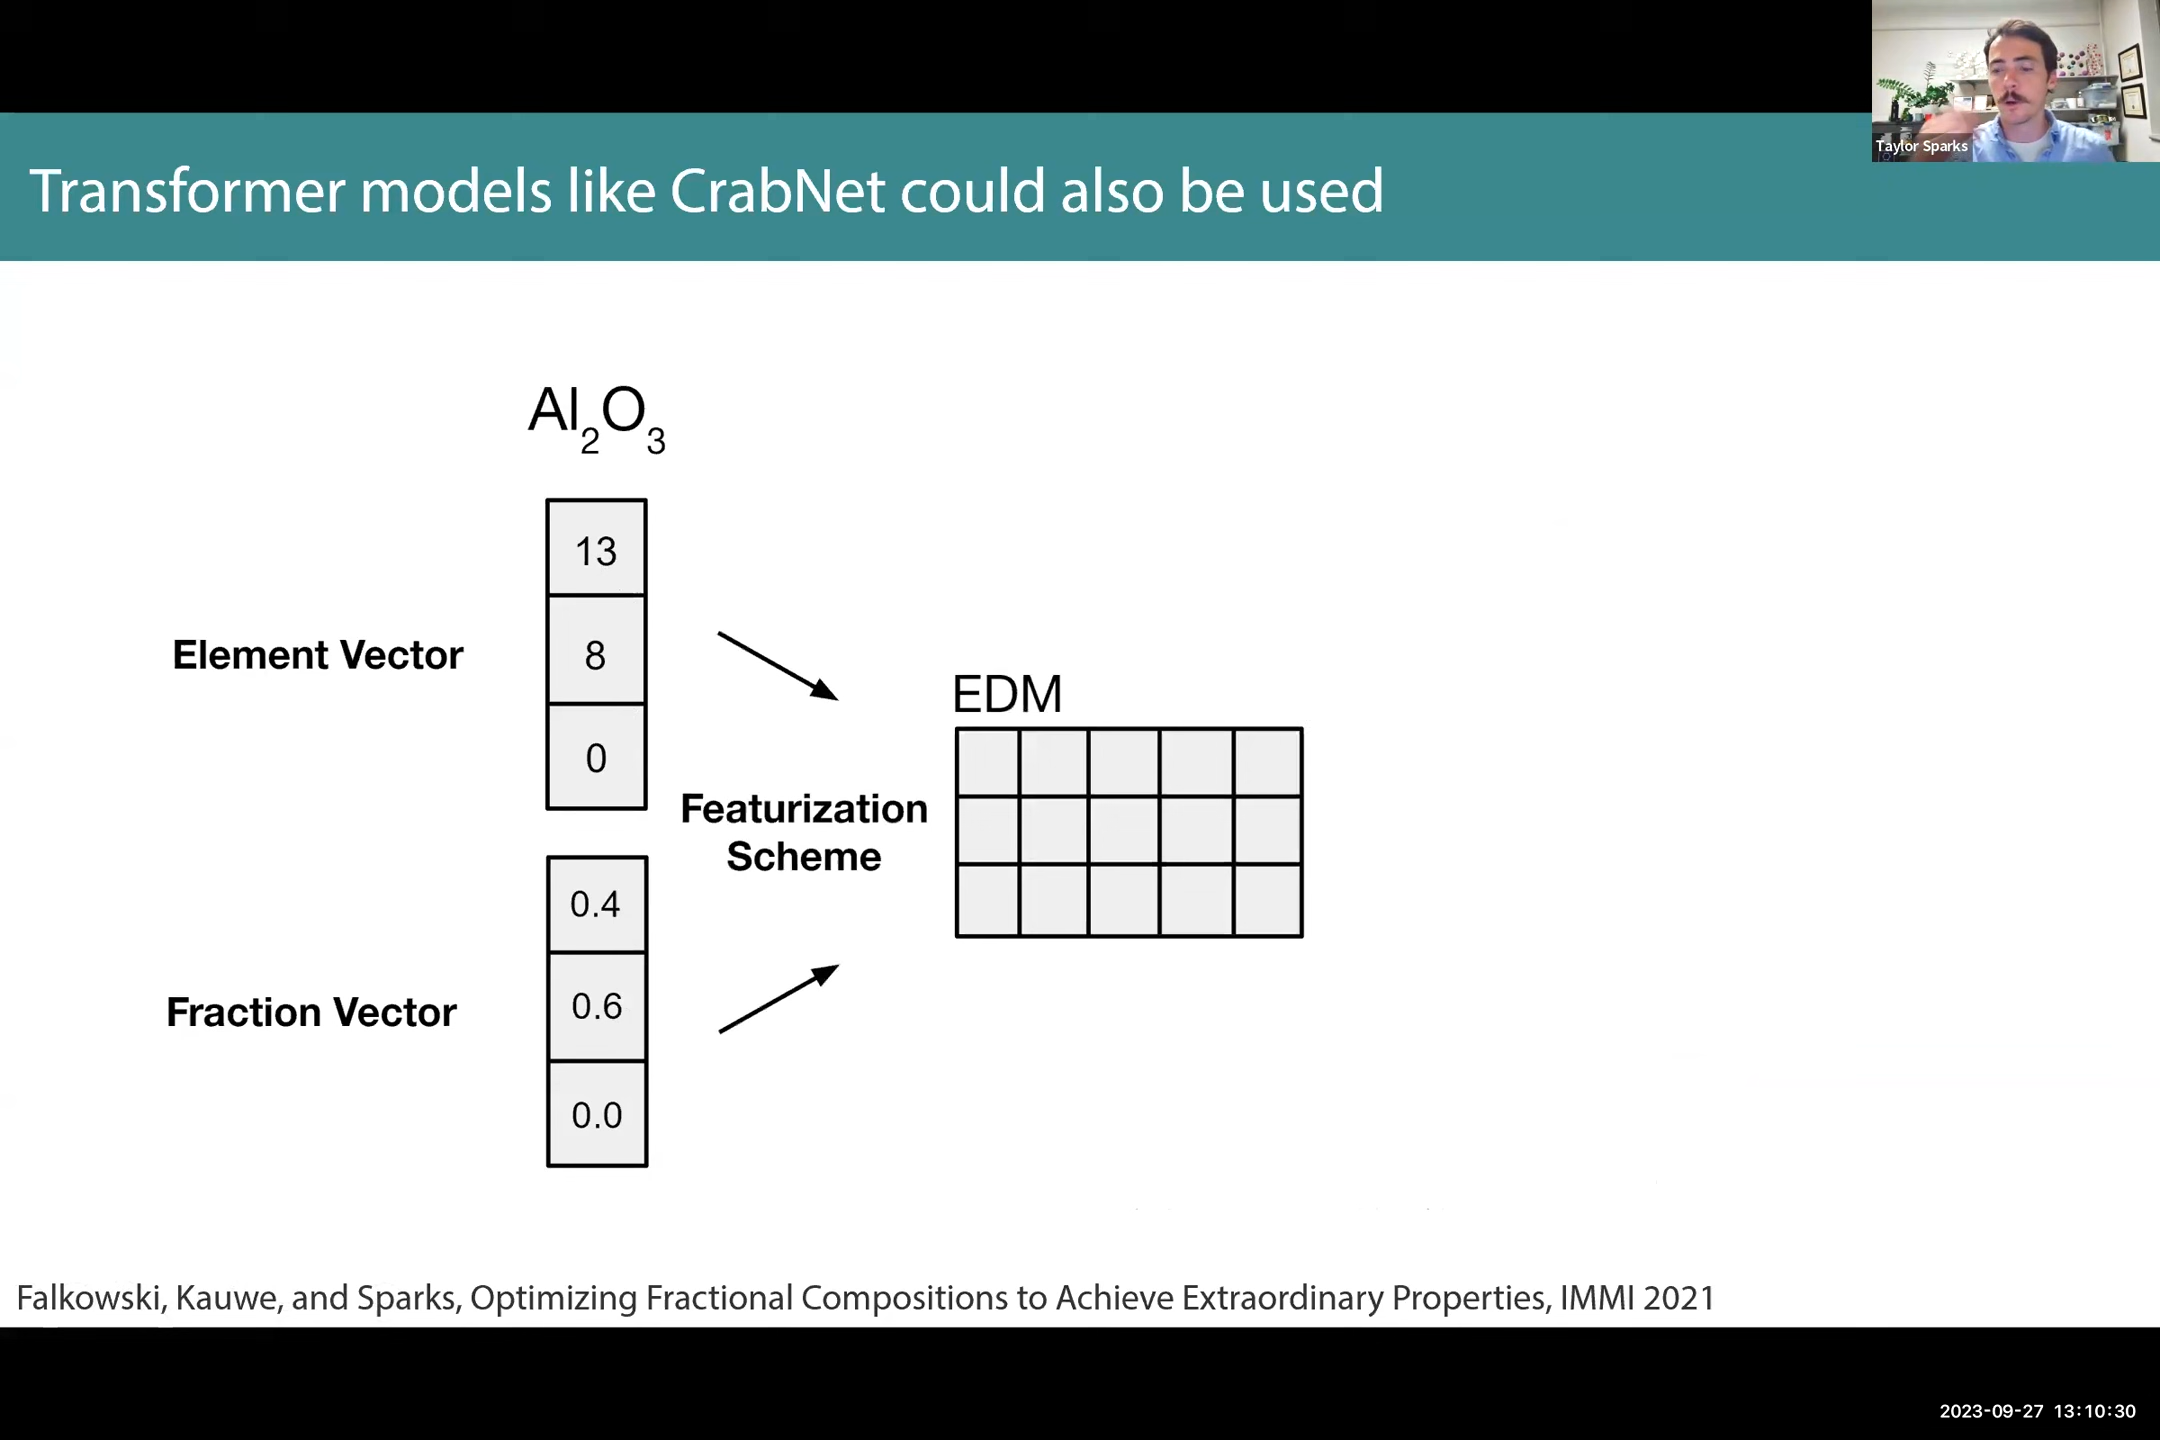 Taylor Sparks
Transformer models like CrabNet could also be used
Al2O3
13
Element Vector
8
0
EDM
Featurization
Scheme
0.4
Fraction Vector
0.6
0.0
Falkowski, Kauwe, and Sparks, Optimizing Fractional Compositions to Achieve Extraordinary Properties, IMMI 2021
2023-09-27 13:10:30